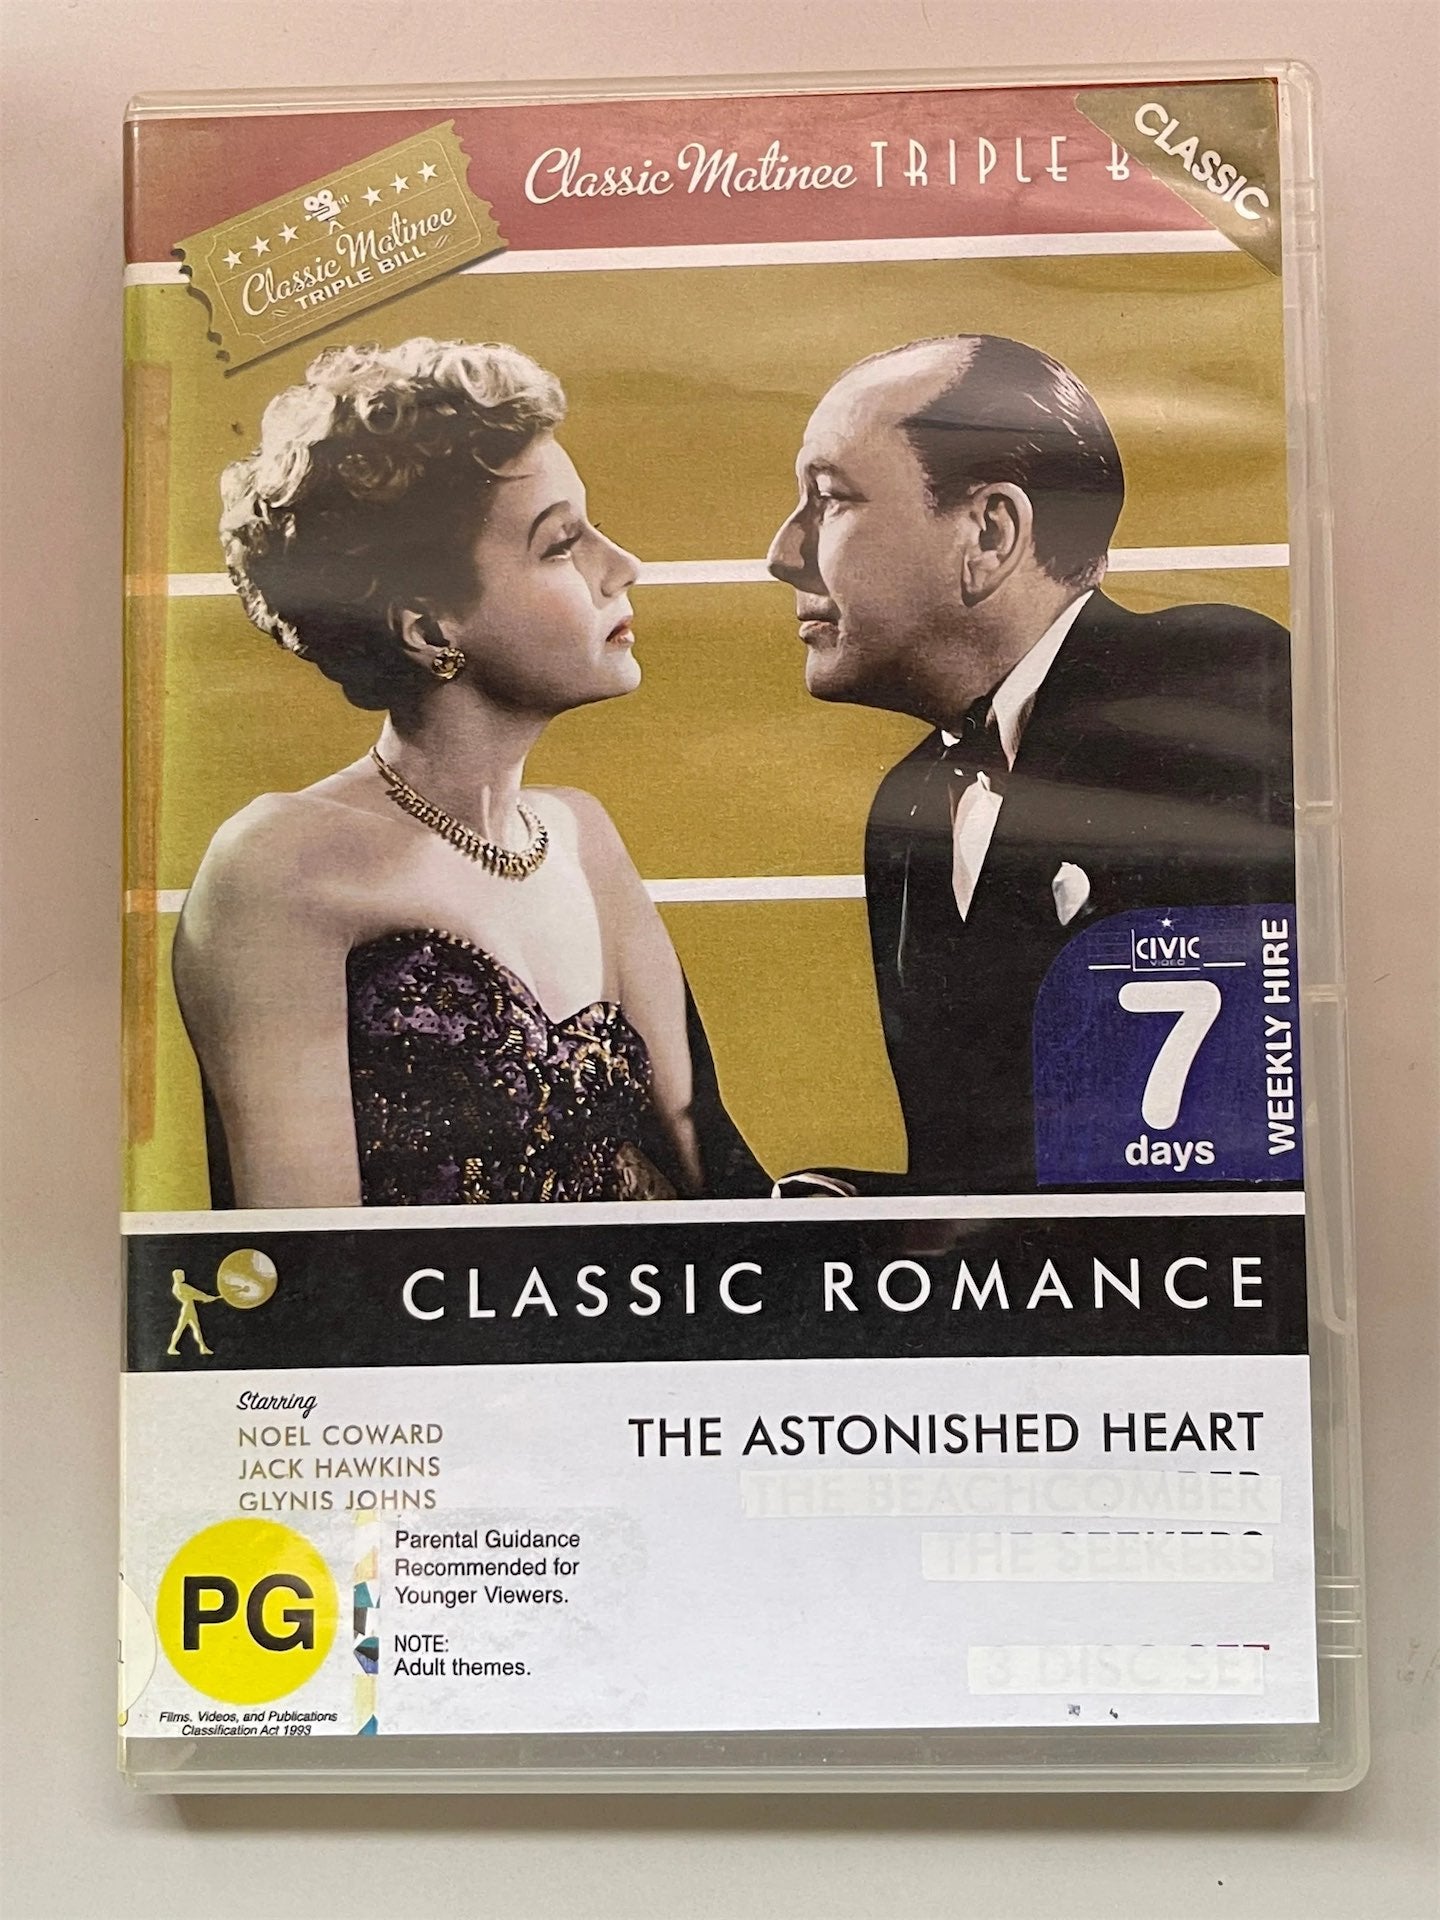 Classic Matinee TRIPLE B
CLASSIC
Classic Matinee
TRIPLE BILL
CIVIC
VIDEO
7
days
WEEKLY HIRE
CLASSIC ROMANCE
Starring
NOEL COWARD
JACK HAWKINS
GLYNIS JOHNS
THE ASTONISHED HEART
THE BEACHCOMBER
THE SEEKERS
3 DISC SET
PG
Parental Guidance
Recommended for
Younger Viewers.
NOTE:
Adult themes.
Films, Videos, and Publications
Classification Act 1993